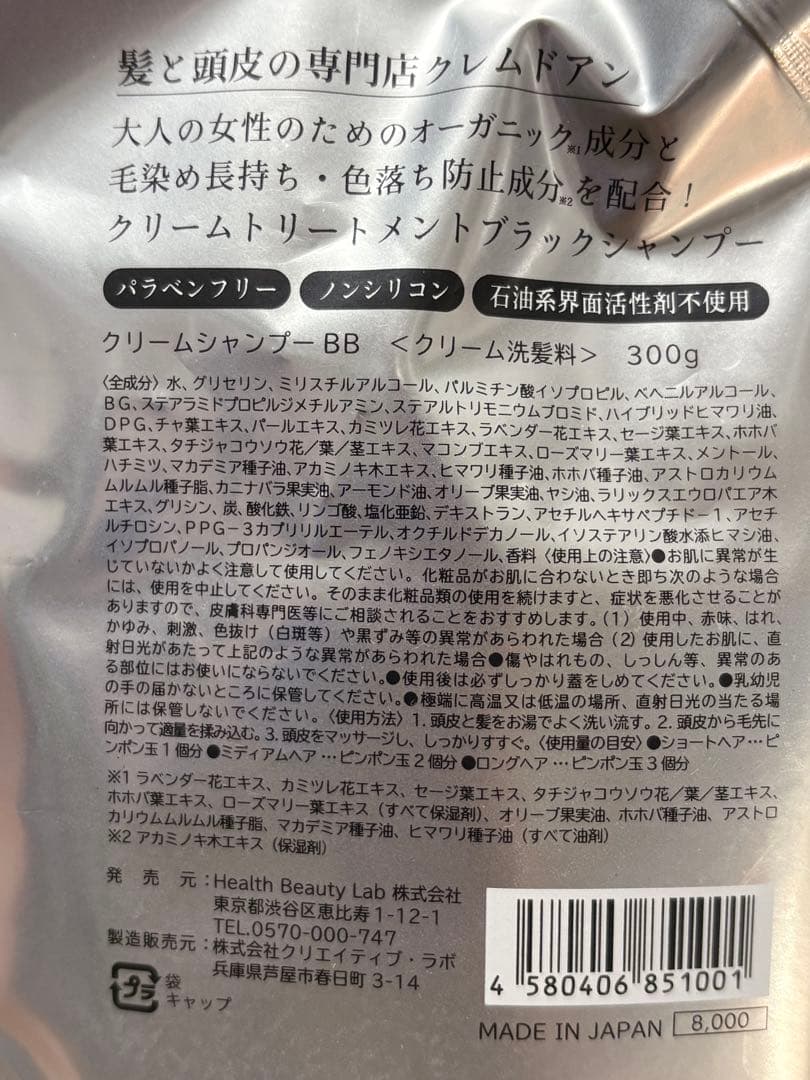 髪と頭皮の専門店クレムドアン
大人の女性のためのオーガニック※1成分と
毛染め長持ち・色落ち防止成分※2を配合！
クリームトリートメントブラックシャンプー
パラベンフリー ノンシリコン 石油系界面活性剤不使用
クリームシャンプーBB <クリーム洗髪料> 300g
〈全成分〉水、グリセリン、ミリスチルアルコール、パルミチン酸イソプロピル、ベヘニルアルコール、
BG、ステアラミドプロピルジメチルアミン、ステアルトリモニウムブロミド、ハイブリッドヒマワリ油、
DPG、チャ葉エキス、パールエキス、カミツレ花エキス、ラベンダー花エキス、セージ葉エキス、ホホバ
葉エキス、タチジャコウソウ花／葉／茎エキス、マコンブエキス、ローズマリー葉エキス、メントール、
ハチミツ、マカデミア種子油、アカミノキ木エキス、ヒマワリ種子油、ホホバ種子油、アストロカリウム
ムルムル種子脂、カニナバラ果実油、アーモンド油、オリーブ果実油、ヤシ油、ラリックスエウロパエア木
エキス、グリシン、炭、酸化鉄、リンゴ酸、塩化亜鉛、デキストラン、アセチルヘキサペプチド-1、アセチ
ルチロシン、PPG-3カプリリルエーテル、オクチルドデカノール、イソステアリン酸水添ヒマシ油、
イソプロパノール、プロパンジオール、フェノキシエタノール、香料〈使用上の注意〉●お肌に異常が生
じていないかよく注意して使用してください。化粧品がお肌に合わないとき即ち次のような場合
には、使用を中止してください。そのまま化粧品類の使用を続けますと、症状を悪化させることが
ありますので、皮膚科専門医等にご相談されることをおすすめします。（1）使用中、赤味、はれ、
かゆみ、刺激、色抜け（白斑等）や黒ずみ等の異常があらわれた場合（2）使用したお肌に、直
射日光があたって上記のような異常があらわれた場合●傷やはれもの、しっしん等、異常のあ
る部位にはお使いにならないでください。●使用後は必ずしっかり蓋をしめてください。●乳幼児
の手の届かないところに保管してください。●極端に高温又は低温の場所、直射日光の当たる場
所には保管しないでください。〈使用方法〉1. 頭皮と髪をお湯でよく洗い流す。2. 頭皮から毛先に
向かって適量を揉み込む。3. 頭皮をマッサージし、しっかりすすぐ。〈使用量の目安〉●ショートヘア…ピ
ンポン玉1個分 ●ミディアムヘア…ピンポン玉2個分 ●ロングヘア…ピンポン玉3個分
※1 ラベンダー花エキス、カミツレ花エキス、セージ葉エキス、タチジャコウソウ花／葉／茎エキス、
ホホバ葉エキス、ローズマリー葉エキス（すべて保湿剤）、オリーブ果実油、ホホバ種子油、アストロ
カリウムムルムル種子脂、マカデミア種子油、ヒマワリ種子油（すべて油剤）
※2 アカミノキ木エキス（保湿剤）
発売元：Health Beauty Lab 株式会社
東京都渋谷区恵比寿1-12-1
TEL.0570-000-747
製造販売元：株式会社クリエイティブ・ラボ
兵庫県芦屋市春日町3-14
プラ 袋
キャップ
4 580406 851001
MADE IN JAPAN 8,000